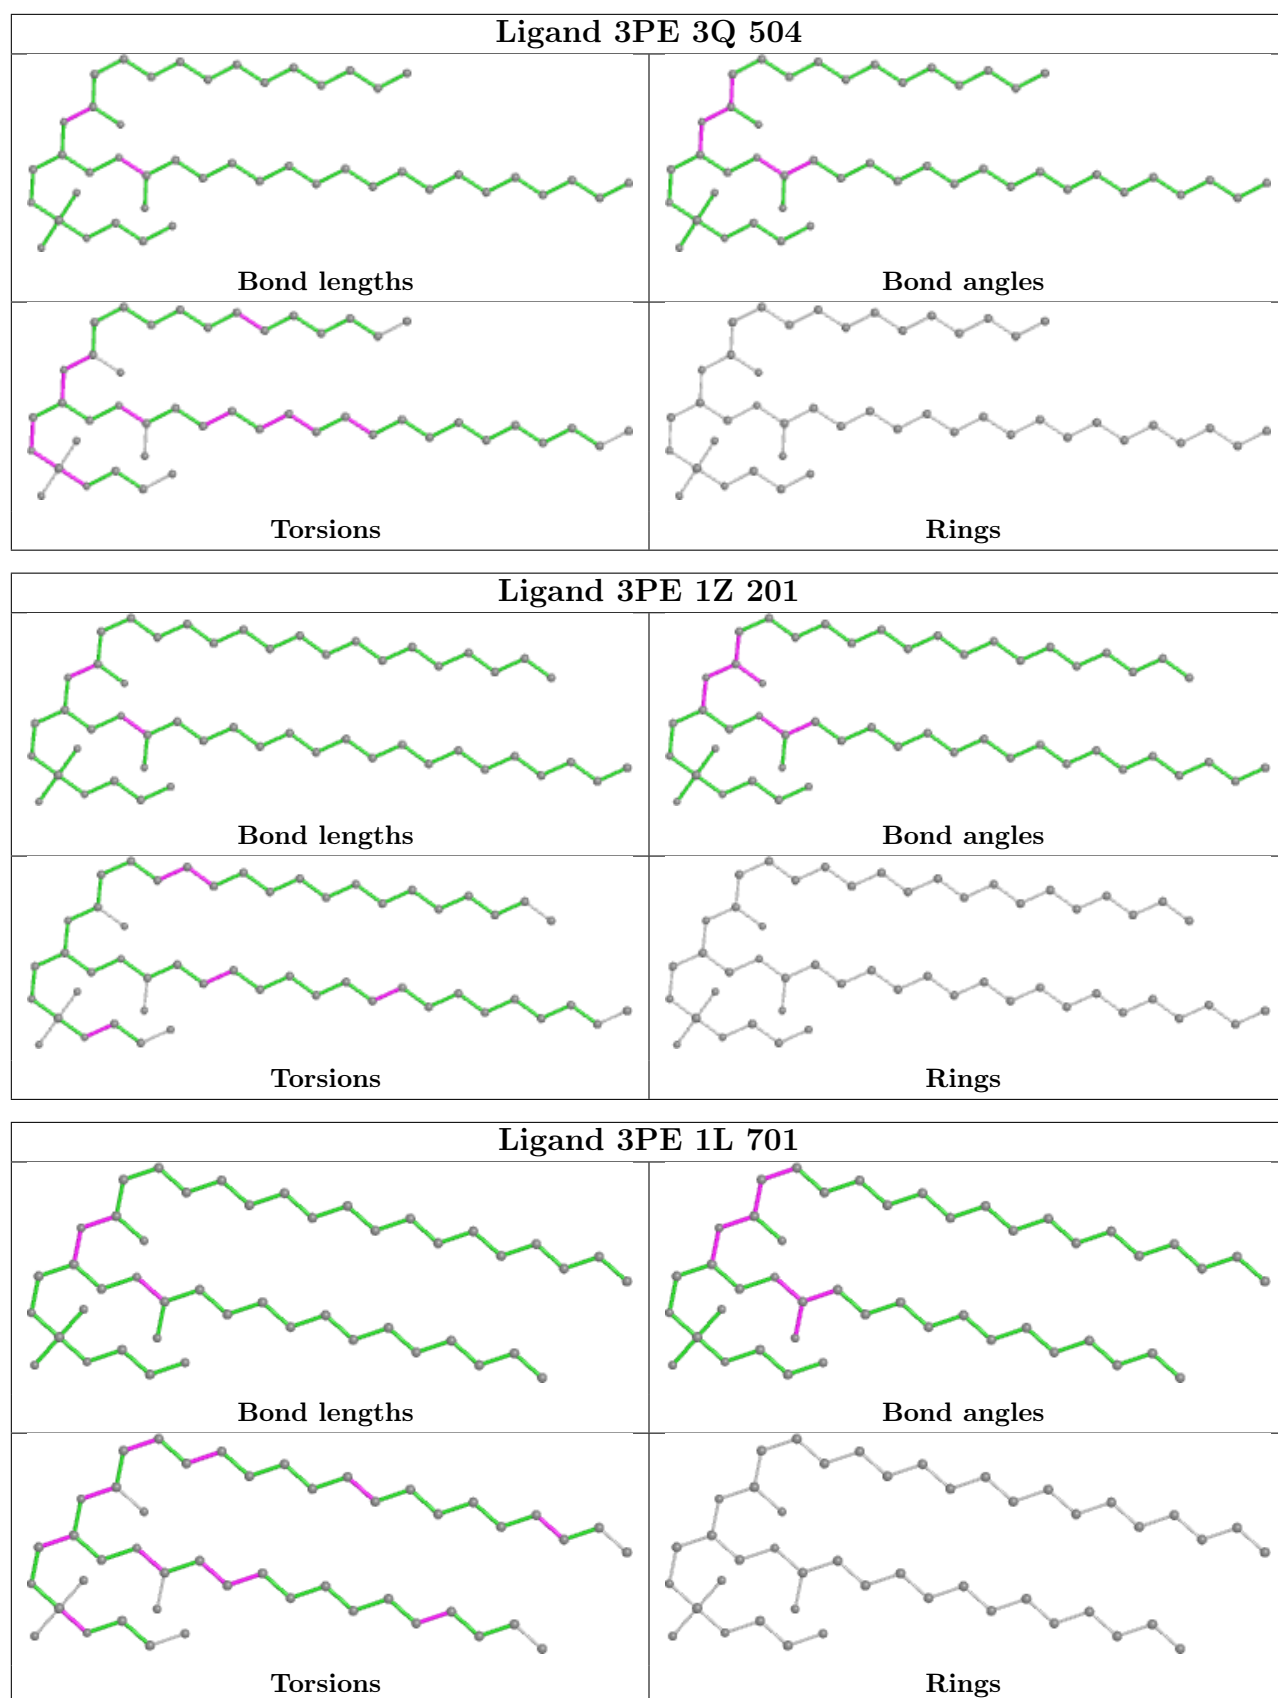 Ligand 3PE 3Q 504
Bond lengths
Bond angles
Torsions
Rings
Ligand 3PE 1Z 201
Bond lengths
Bond angles
Torsions
Rings
Ligand 3PE 1L 701
Bond lengths
Bond angles
Torsions
Rings